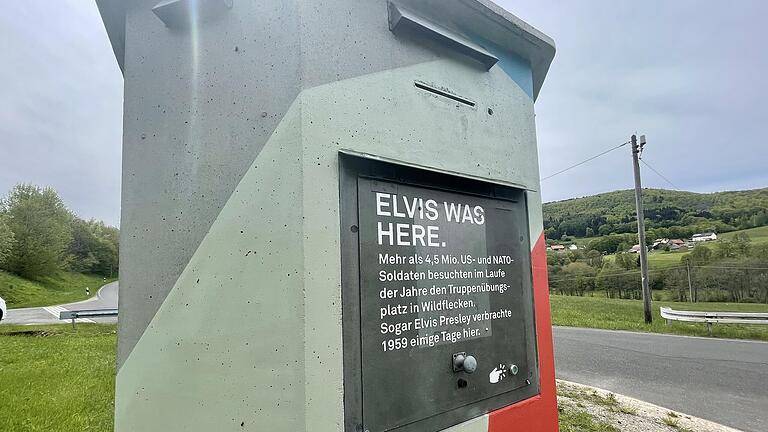 ELVIS WAS
HERE.
Mehr als 4,5 Mio. US- und NATO-
Soldaten besuchten im Laufe
der Jahre den Truppenübungs-
platz in Wildflecken.
Sogar Elvis Presley verbrachte
1959 einige Tage hier.